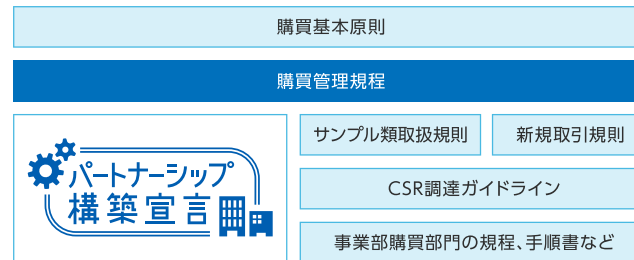 購買基本原則
購買管理規程
パートナーシップ
構築宣言
サンプル類取扱規則
新規取引規則
CSR調達ガイドライン
事業部購買部門の規程、手順書など